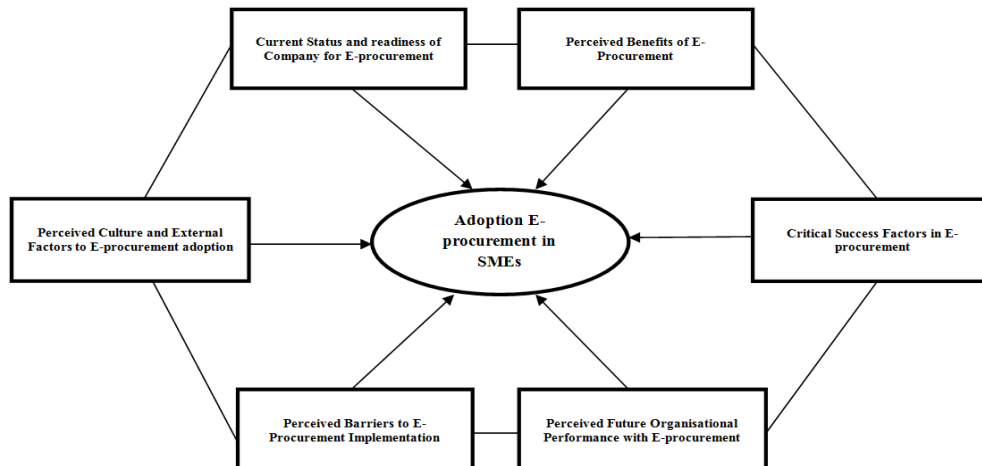 Current Status and readiness of
Company for E-procurement
Perceived Benefits of E-
Procurement
Perceived Culture and External
Factors to E-procurement adoption
Adoption E-
procurement in
SMEs
Critical Success Factors in E-
procurement
Perceived Barriers to E-
Procurement Implementation
Perceived Future Organisational
Performance with E-procurement